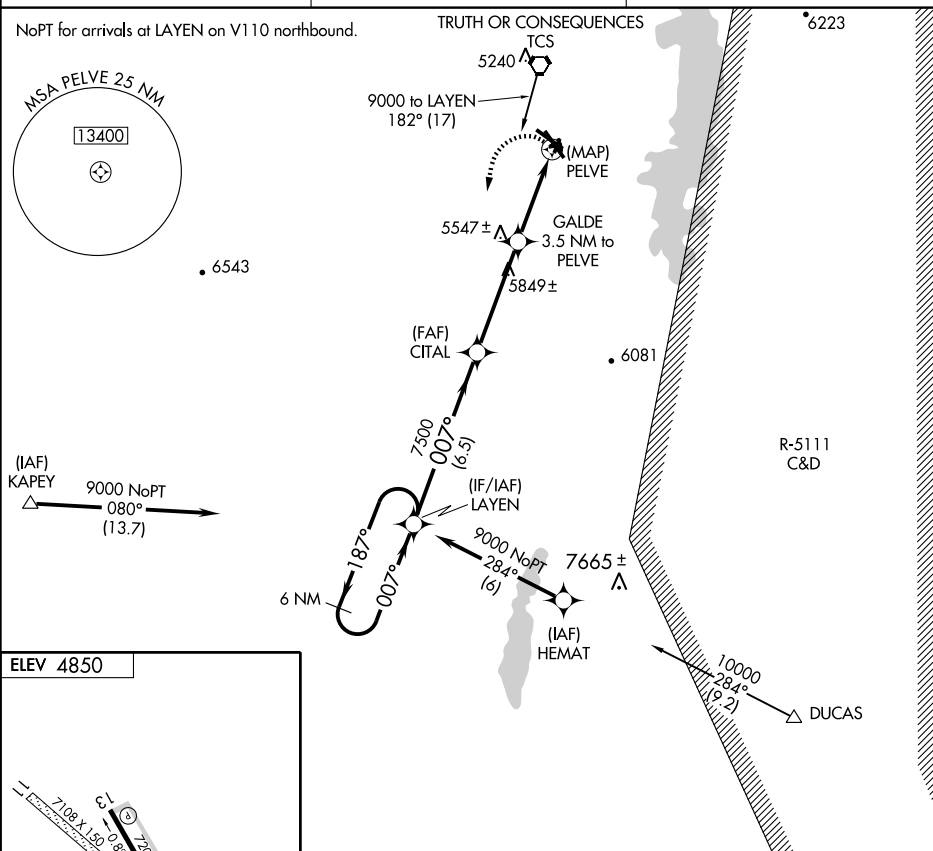 NoPT for arrivals at LAYEN on V110 northbound.
TRUTH OR CONSEQUENCES
TCS
5240
6223
MSA PELVE 25 NM
13400
9000 to LAYEN
182° (17)
(MAP)
PELVE
5547 ±
GALDE
3.5 NM to
PELVE
6543
5849 ±
(FAF)
CITAL
6081
7500
007°
(6.5)
R-5111
C&D
(IAF)
KAPEY
9000 NoPT
080°
(13.7)
(IF/IAF)
LAYEN
9000 NoPT
284°
(6)
7665 ±
187°
007°
6 NM
(IAF)
HEMAT
10000
284°
(9.2)
DUCAS
ELEV 4850
11
7108 X 150
13
P